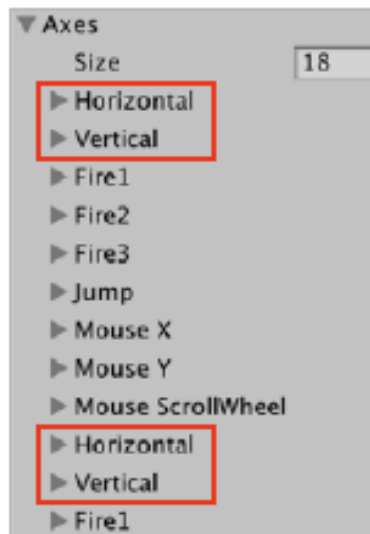 Axes
Size 18
Horizontal
Vertical
Fire1
Fire2
Fire3
Jump
Mouse X
Mouse Y
Mouse ScrollWheel
Horizontal
Vertical
Fire1